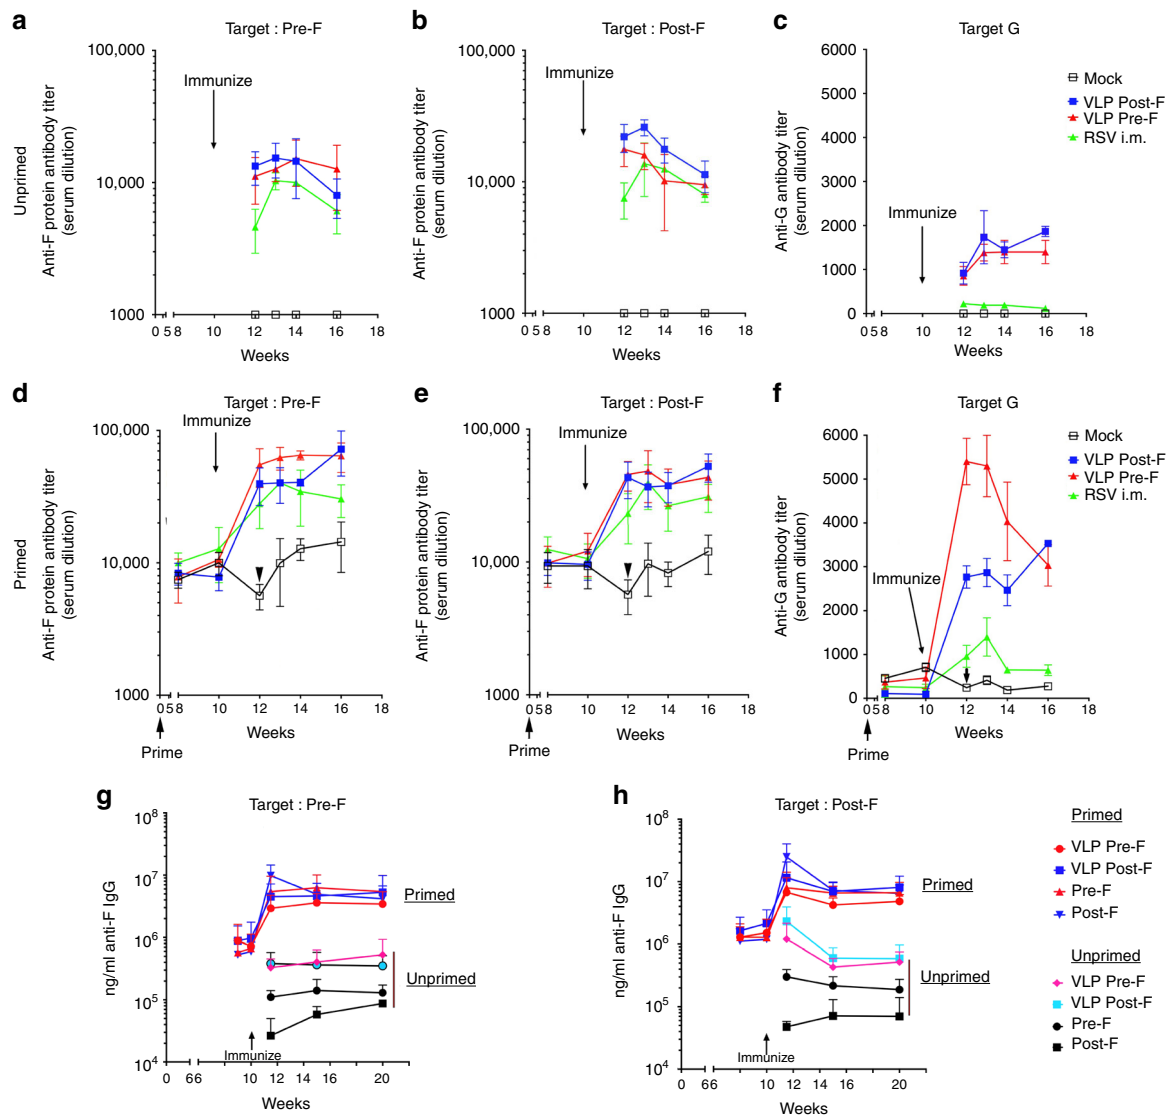 a
Target : Pre-F
Unprimed
Anti-F protein antibody titer
(serum dilution)
100,000
10,000
1000
Immunize
0 5 8 10 12 14 16 18
Weeks
b
Target : Post-F
Anti-F protein antibody titer
(serum dilution)
100,000
10,000
1000
Immunize
0 5 8 10 12 14 16 18
Weeks
c
Target G
Anti-G antibody titer
(serum dilution)
6000
5000
4000
3000
2000
1000
0
Immunize
0 5 8 10 12 14 16 18
Weeks
Mock
VLP Post-F
VLP Pre-F
RSV i.m.
d
Target : Pre-F
Primed
Anti-F protein antibody titer
(serum dilution)
100,000
10,000
1000
Immunize
0 5 8 10 12 14 16 18
Prime
Weeks
e
Target : Post-F
Anti-F protein antibody titer
(serum dilution)
100,000
10,000
1000
Immunize
0 5 8 10 12 14 16 18
Prime
Weeks
f
Target G
Anti-G antibody titer
(serum dilution)
6000
5000
4000
3000
2000
1000
0
Immunize
0 5 8 10 12 14 16 18
Prime
Weeks
Mock
VLP Post-F
VLP Pre-F
RSV i.m.
g
Target : Pre-F
ng/ml anti-F IgG
10⁸
10⁷
10⁶
10⁵
10⁴
Primed
Unprimed
Immunize
0 6 6 10 12 14 16 20
Weeks
h
Target : Post-F
ng/ml anti-F IgG
10⁸
10⁷
10⁶
10⁵
10⁴
Primed
Unprimed
Immunize
0 6 6 10 12 14 16 20
Weeks
Primed
VLP Pre-F
VLP Post-F
Pre-F
Post-F
Unprimed
VLP Pre-F
VLP Post-F
Pre-F
Post-F